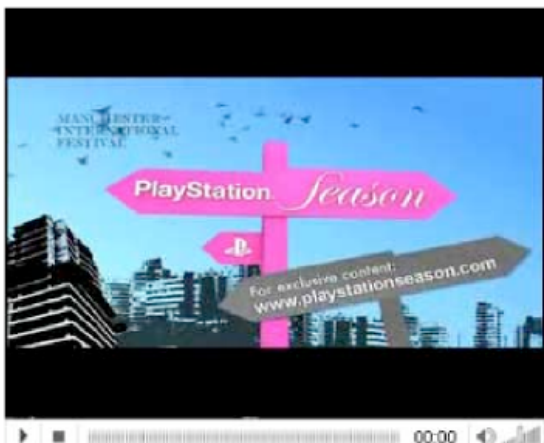 MANCHESTER
INTERNATIONAL
FESTIVAL
PlayStation Season
For exclusive content:
www.playstationseason.com
00:00